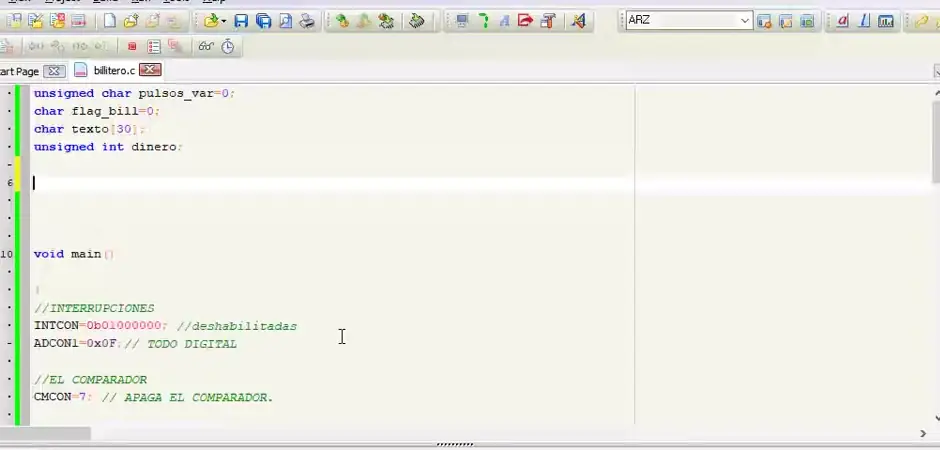 ARZ
art Page
bilitero.c
unsigned char pulsos_var=0;
char flag_bill=0;
char texto[30];
unsigned int dinero;
6
10
void main()
{
//INTERRUPCIONES
INTCON=0b01000000; //deshabilitadas
ADCON1=0x0F;// TODO DIGITAL
//EL COMPARADOR
CMCON=7; // APAGA EL COMPARADOR.